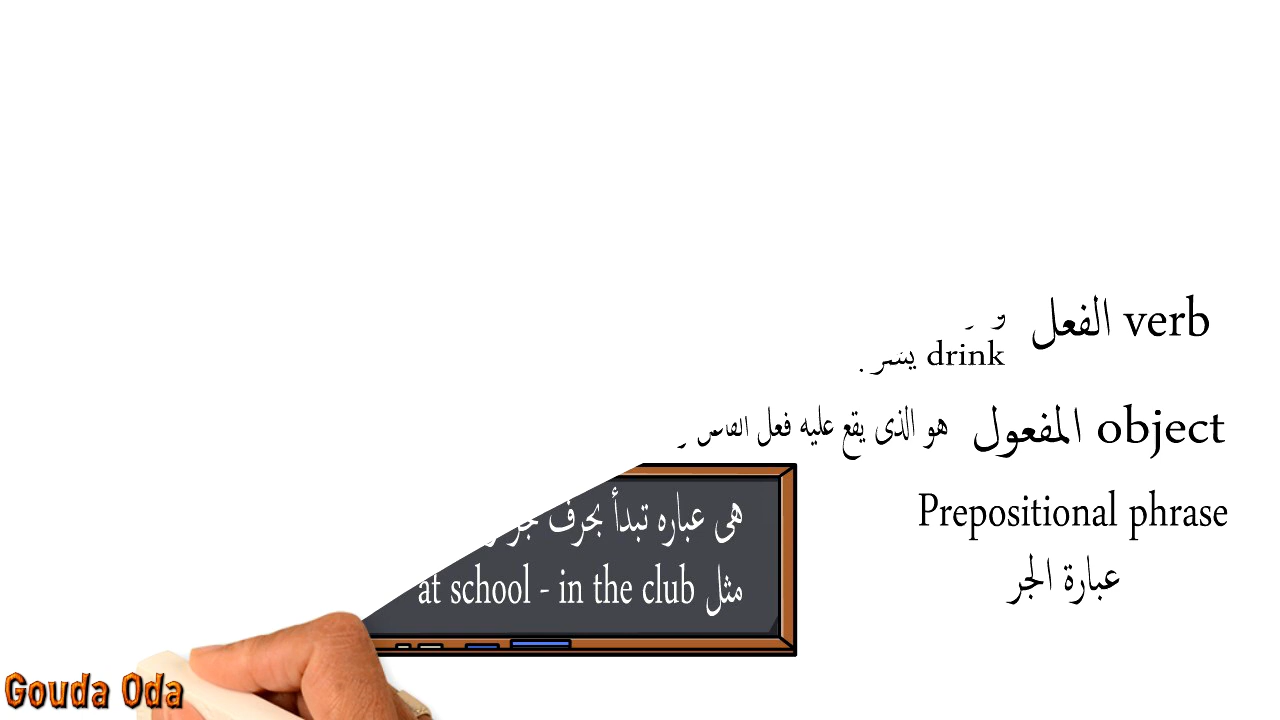 verb الفعل
drink
object المفعول هو الذى يقع عليه فعل
Prepositional phrase
عبارة الجر
هى عباره تبدأ بحرف
مثل at school - in the club
Gouda Oda